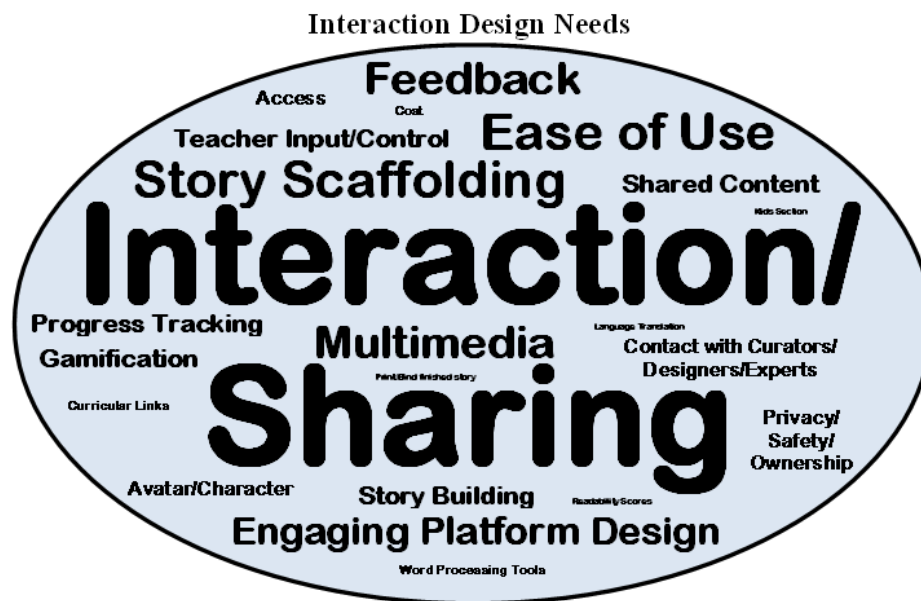 Interaction Design Needs
Feedback
Access
Cost
Teacher Input/Control
Ease of Use
Story Scaffolding
Shared Content
Kids Section
Interaction/
Progress Tracking
Language Translation
Multimedia
Contact with Curators/
Designers/Experts
Gamification
Print/Bind finished story
Sharing
Curricular Links
Privacy/
Safety/
Ownership
Avatar/Character
Story Building
Readability Scores
Engaging Platform Design
Word Processing Tools